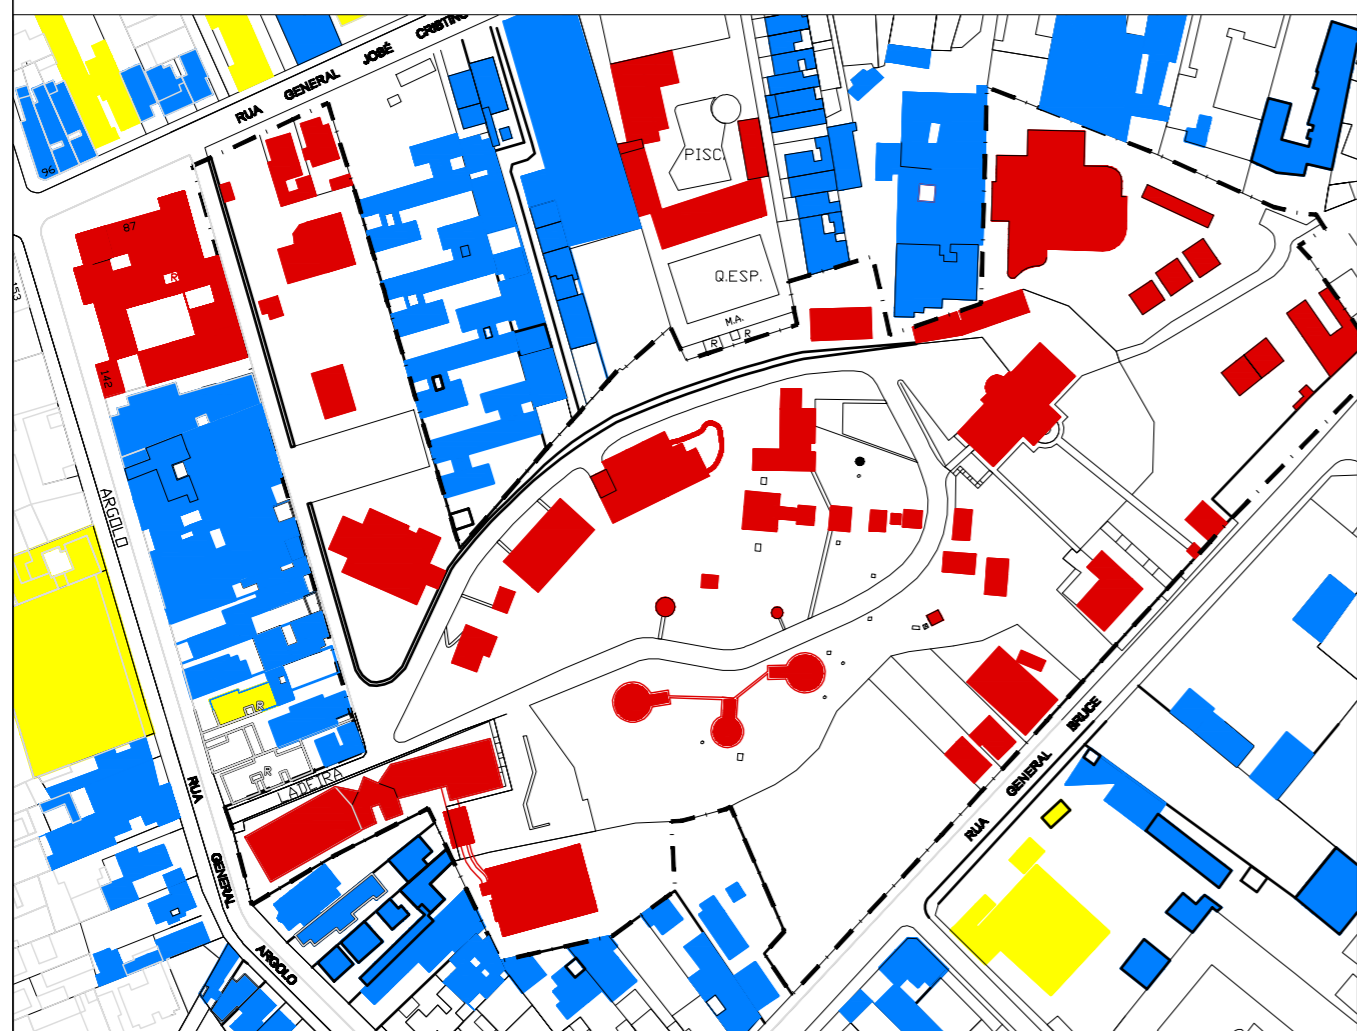 RUA GENERAL JOSÉ CRISTINO
96
PISC.
87
R
Q.ESP.
153
M.A.
R
R
142
ARGOLO
R
RUA
R
LADEIRA
GENERAL
ARGOLO
RUA GENERAL BRUCE